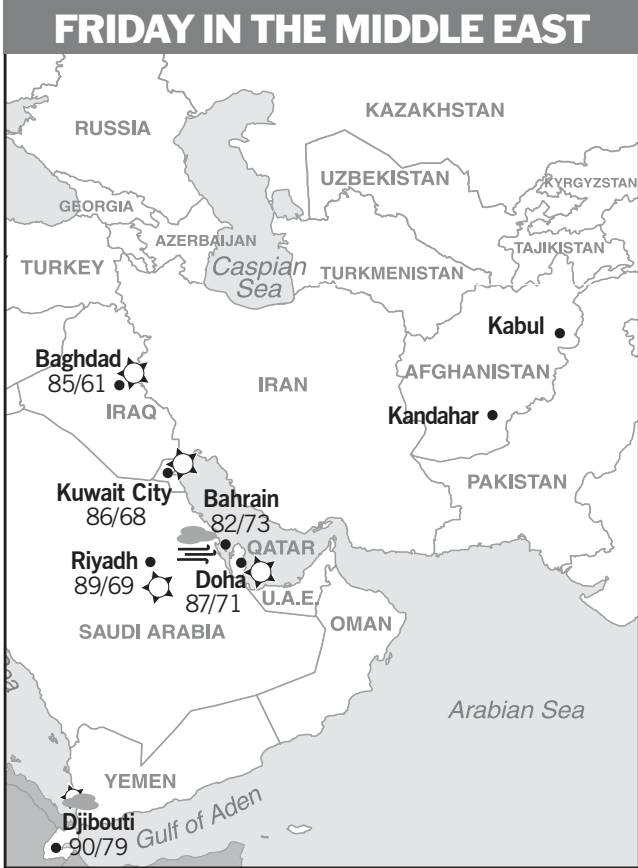 FRIDAY IN THE MIDDLE EAST
KAZAKHSTAN
RUSSIA
UZBEKISTAN
KYRGYZSTAN
GEORGIA
AZERBAIJAN
TAJIKISTAN
TURKEY
Caspian
Sea
TURKMENISTAN
Kabul
Baghdad
85/61
IRAQ
IRAN
AFGHANISTAN
Kandahar
PAKISTAN
Kuwait City
86/68
Bahrain
82/73
QATAR
Riyadh
89/69
Doha
87/71
U.A.E.
OMAN
SAUDI ARABIA
Arabian Sea
YEMEN
Djibouti
90/79
Gulf of Aden